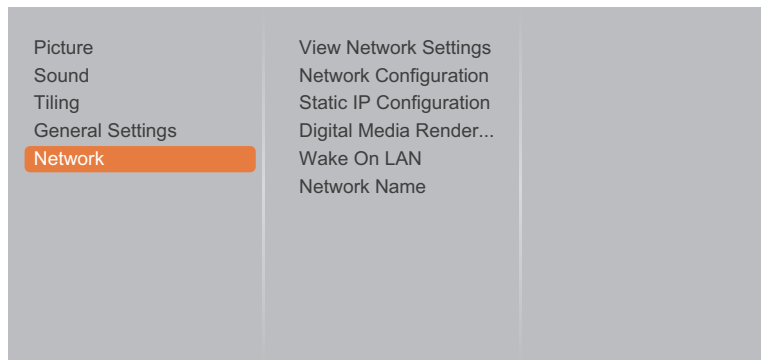 Picture
Sound
Tiling
General Settings
Network
View Network Settings
Network Configuration
Static IP Configuration
Digital Media Render...
Wake On LAN
Network Name